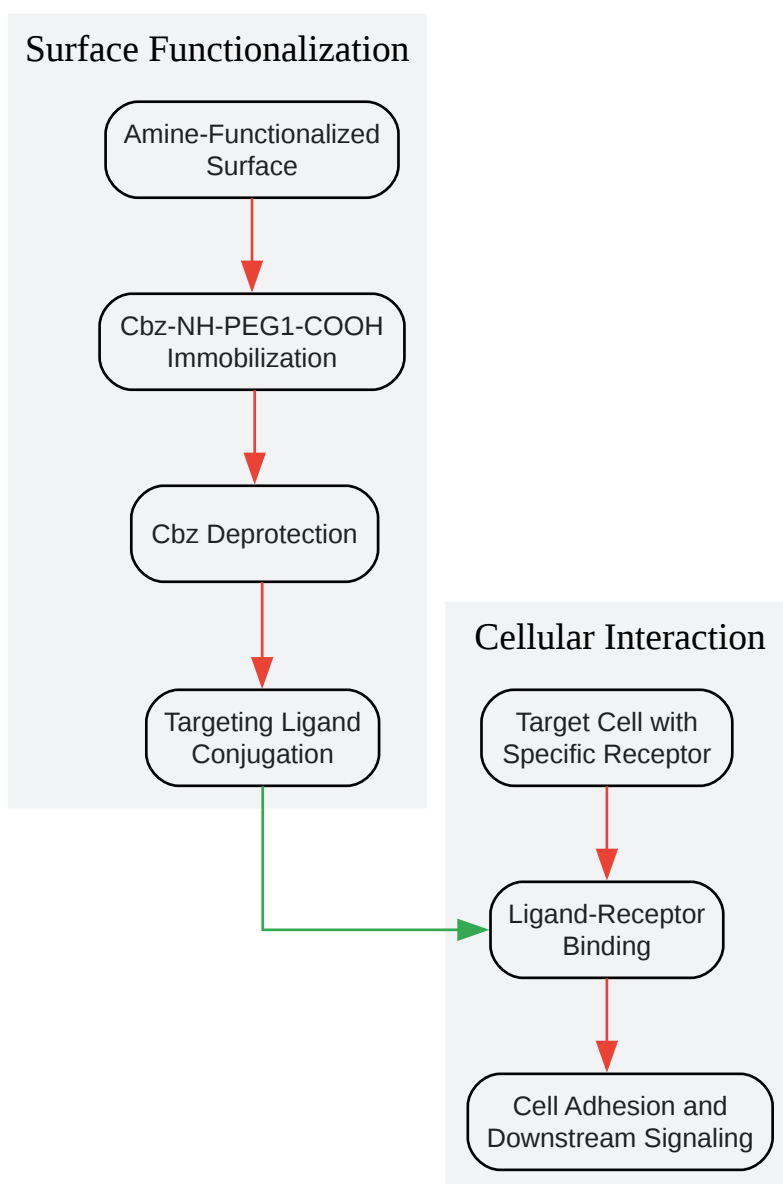 Surface Functionalization
Amine-Functionalized
Surface
Cbz-NH-PEG1-COOH
Immobilization
Cbz Deprotection
Targeting Ligand
Conjugation
Cellular Interaction
Target Cell with
Specific Receptor
Ligand-Receptor
Binding
Cell Adhesion and
Downstream Signaling